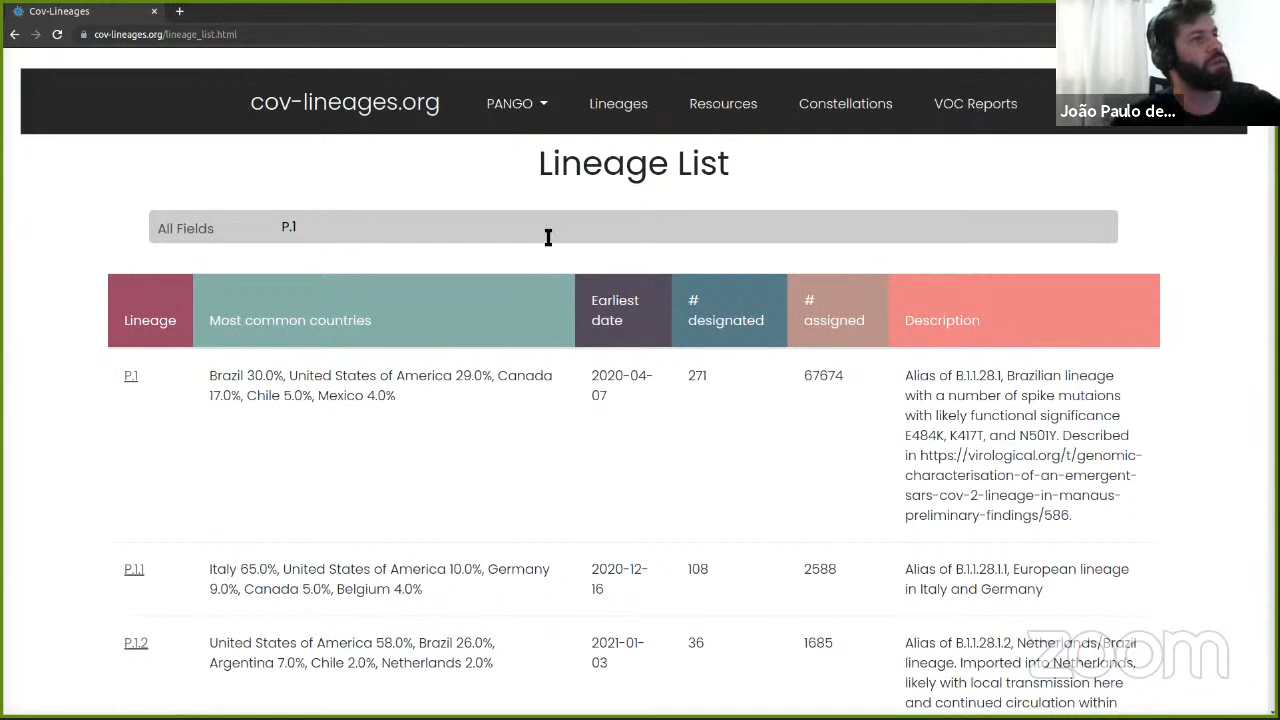 Cov-Lineages
cov-lineages.org/lineage_list.html
cov-lineages.org
PANGO
Lineages
Resources
Constellations
VOC Reports
João Paulo de...
Lineage List
All Fields
P.1
Lineage
Most common countries
Earliest
date
#
designated
#
assigned
Description
P.1
Brazil 30.0%, United States of America 29.0%, Canada
17.0%, Chile 5.0%, Mexico 4.0%
2020-04-
07
271
67674
Alias of B.1.1.28.1, Brazilian lineage
with a number of spike mutaions
with likely functional significance
E484K, K417T, and N501Y. Described
in https://virological.org/t/genomic-
characterisation-of-an-emergent-
sars-cov-2-lineage-in-manaus-
preliminary-findings/586.
P.1.1
Italy 65.0%, United States of America 10.0%, Germany
9.0%, Canada 5.0%, Belgium 4.0%
2020-12-
16
108
2588
Alias of B.1.1.28.1.1, European lineage
in Italy and Germany
P.1.2
United States of America 58.0%, Brazil 26.0%,
Argentina 7.0%, Chile 2.0%, Netherlands 2.0%
2021-01-
03
36
1685
Alias of B.1.1.28.1.2, Netherlands/Brazil
lineage. Imported into Netherlands,
likely with local transmission here
and continued circulation within
zoom